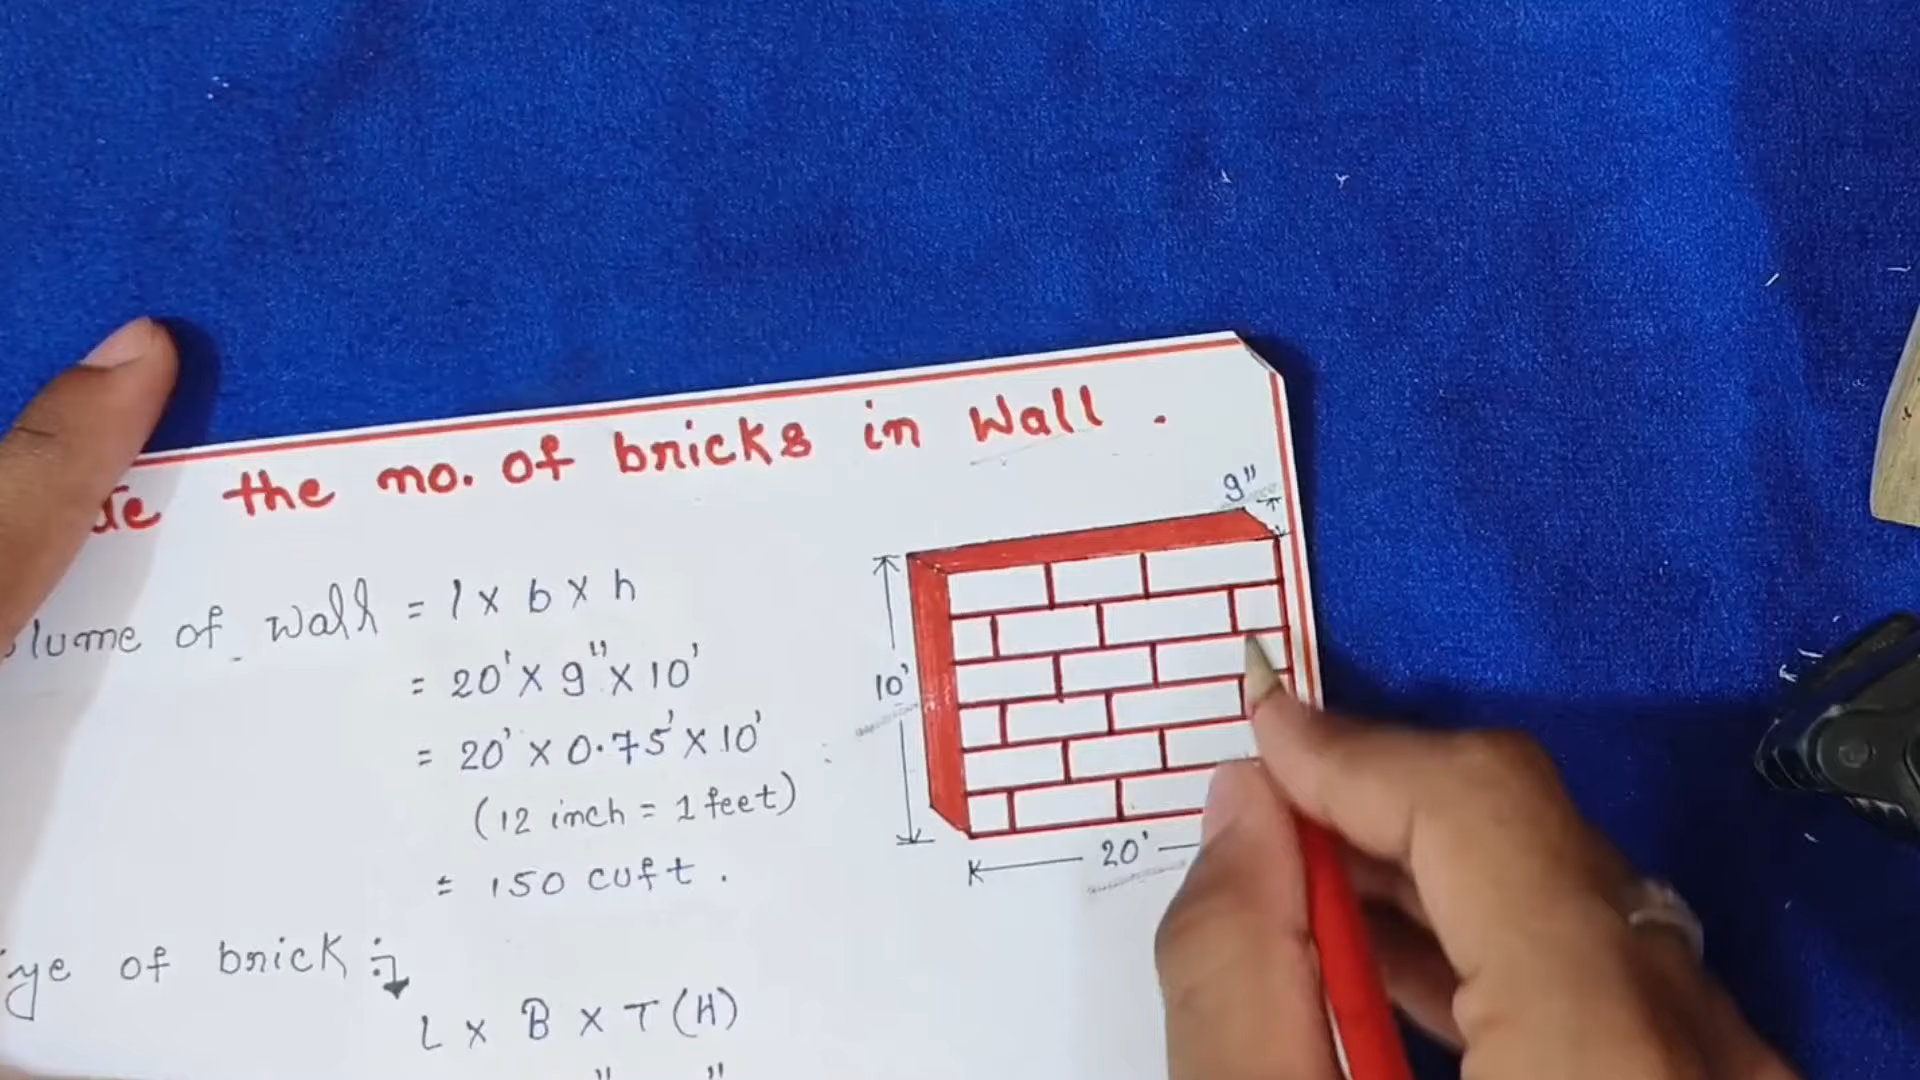 the no. of bricks in Wall .
9"
of wall = l x b x h
= 20' x 9" x 10'
10'
= 20' x 0.75' x 10'
(12 inch = 1 feet)
20'
= 150 cuft .
of brick :
L x B x T (H)